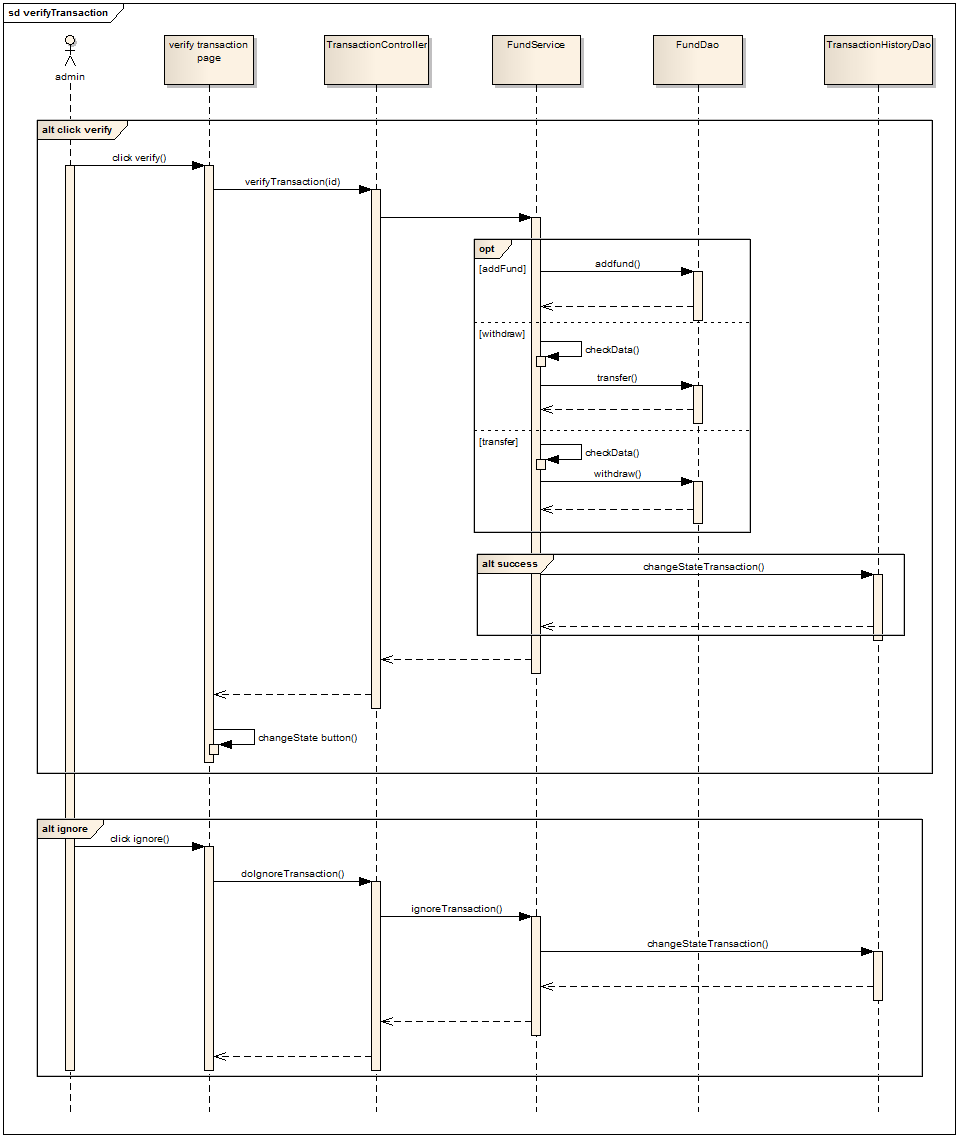 sd verifyTransaction
admin
verify transaction
page
TransactionController
FundService
FundDao
TransactionHistoryDao
alt click verify
click verify()
verifyTransaction(id)
opt
[addFund]
addfund()
[withdraw]
checkData()
transfer()
[transfer]
checkData()
withdraw()
alt success
changeStateTransaction()
changeState button()
alt ignore
click ignore()
doIgnoreTransaction()
ignoreTransaction()
changeStateTransaction()